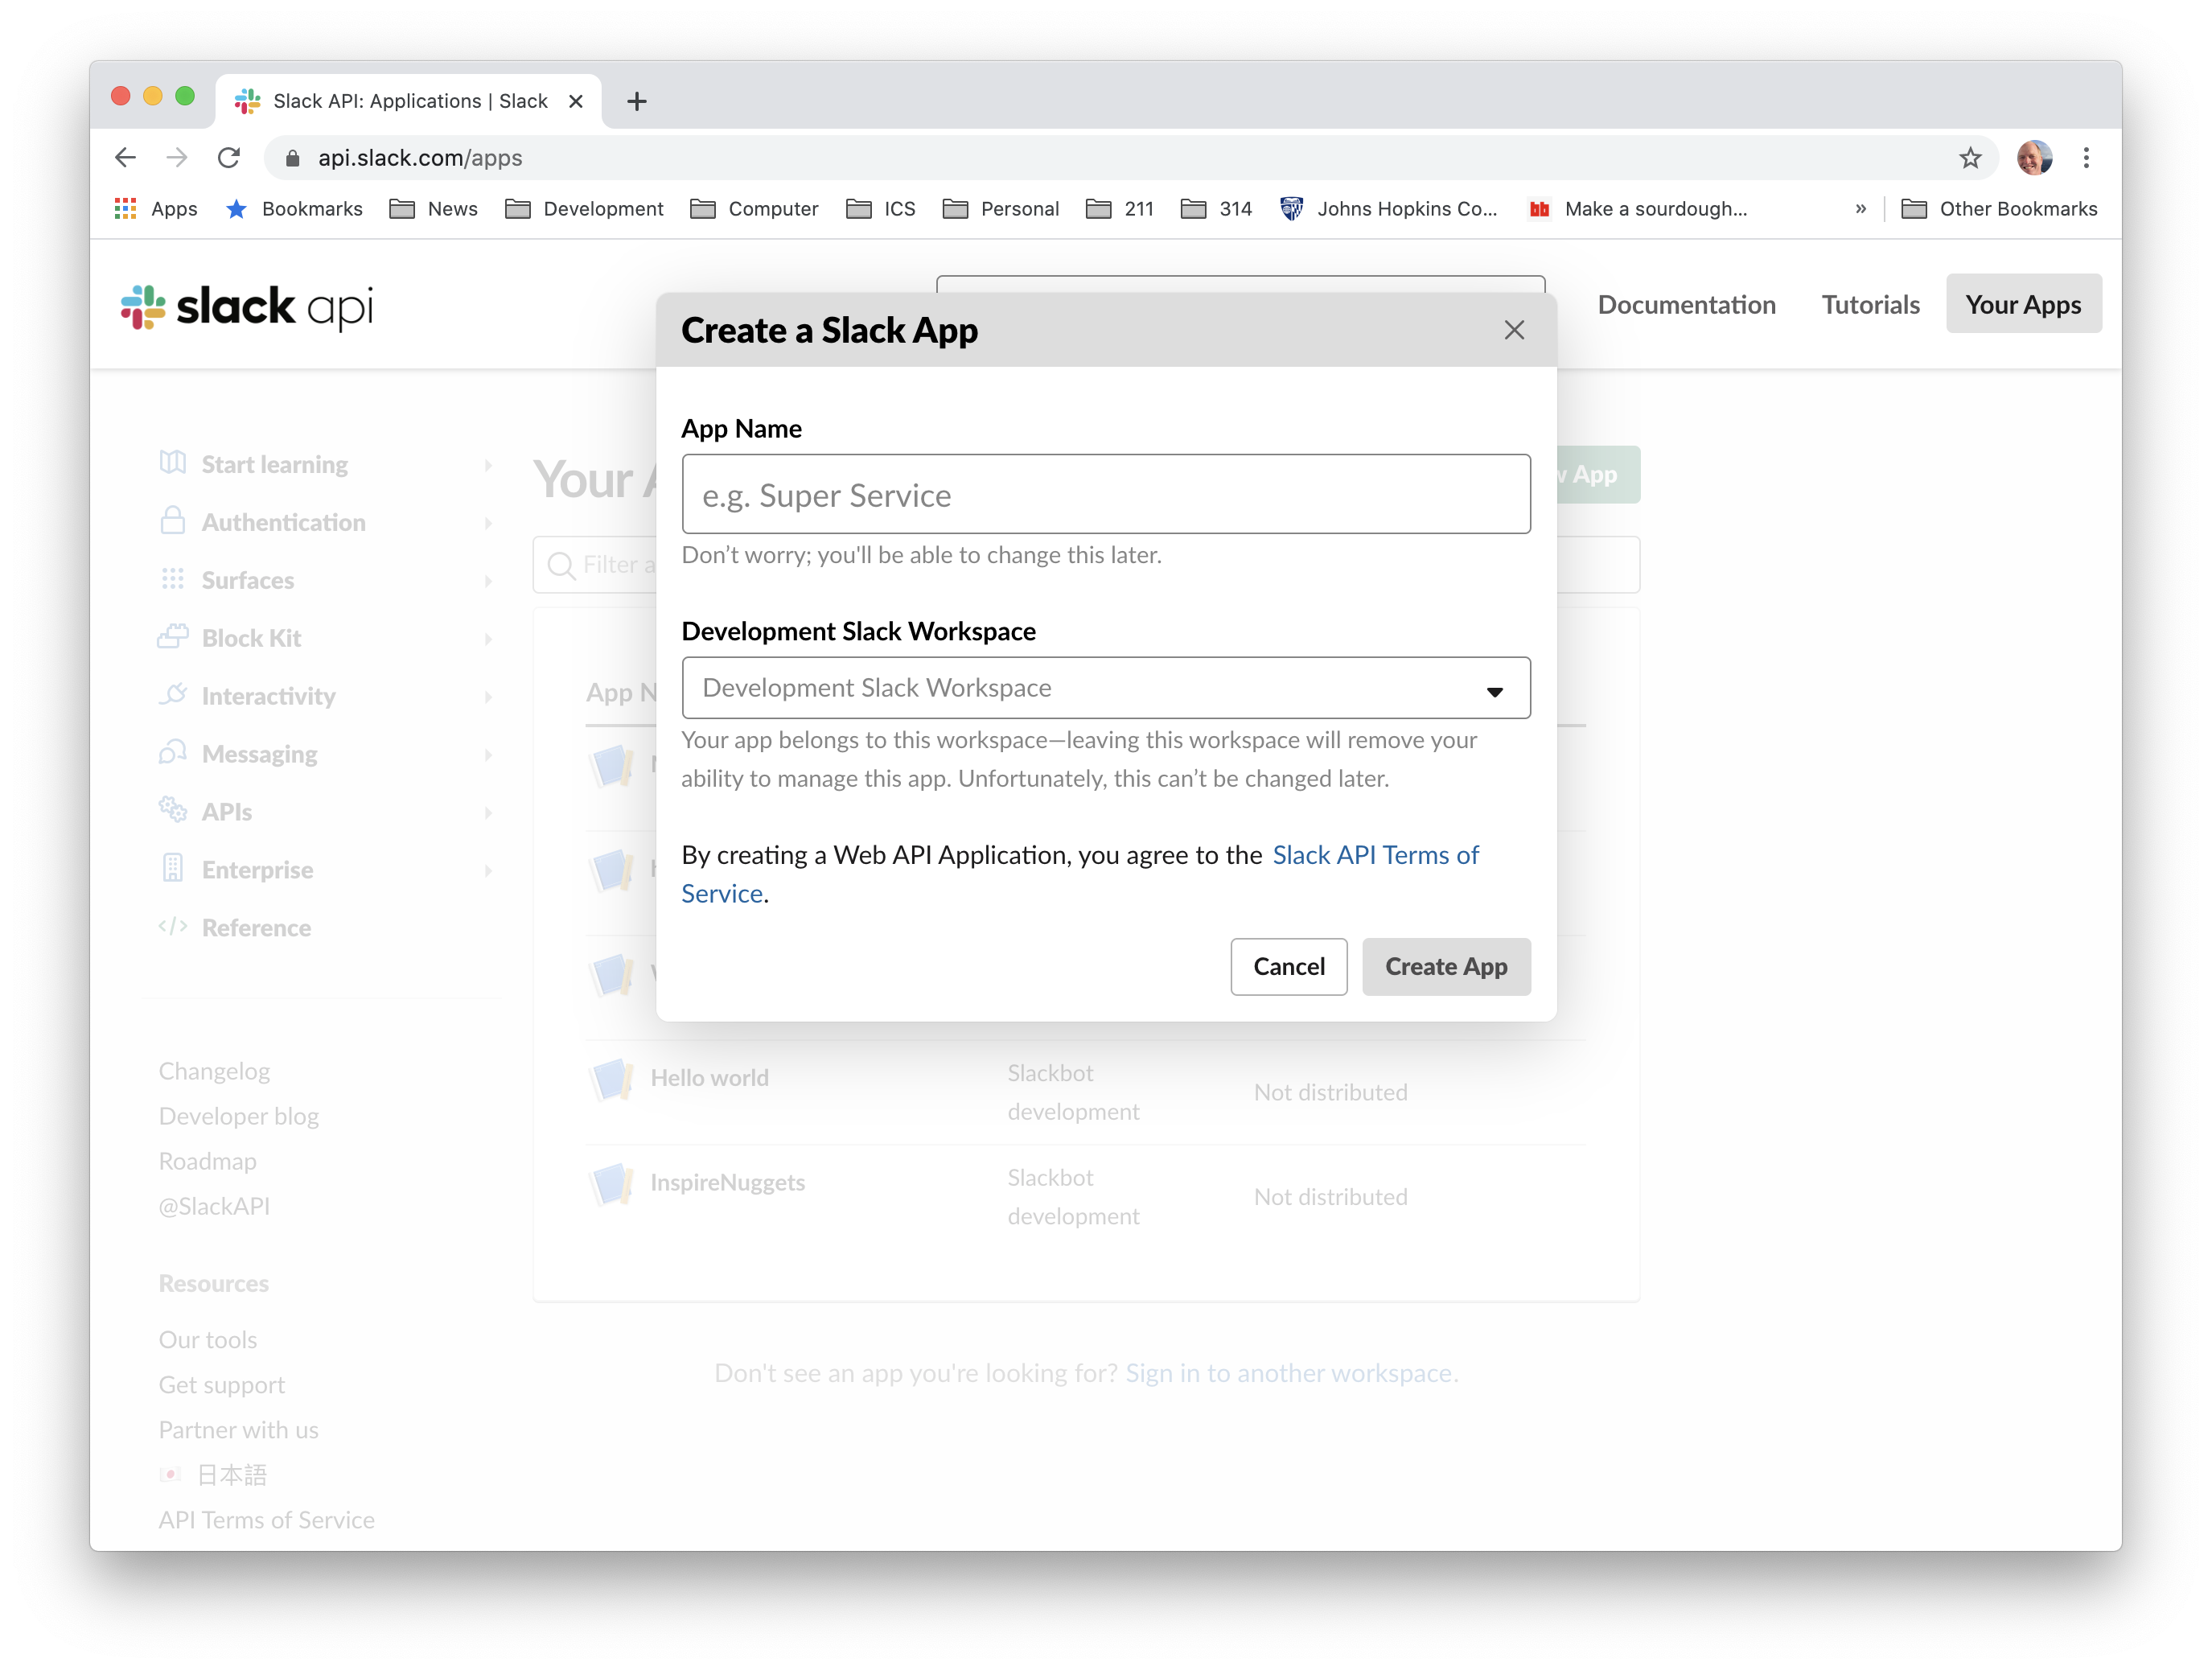 Slack API: Applications | Slack
api.slack.com/apps
Apps
Bookmarks
News
Development
Computer
ICS
Personal
211
314
Johns Hopkins Co...
Make a sourdough...
»
Other Bookmarks
slack api
Documentation
Tutorials
Your Apps
Create a Slack App
App Name
e.g. Super Service
Don’t worry; you'll be able to change this later.
Development Slack Workspace
Development Slack Workspace
Your app belongs to this workspace—leaving this workspace will remove your
ability to manage this app. Unfortunately, this can’t be changed later.
By creating a Web API Application, you agree to the Slack API Terms of
Service.
Cancel
Create App
Start learning
Authentication
Surfaces
Block Kit
Interactivity
Messaging
APIs
Enterprise
Reference
Changelog
Developer blog
Roadmap
@SlackAPI
Resources
Our tools
Get support
Partner with us
日本語
API Terms of Service
Your
App
Filter
App
Hello world
Slackbot
development
Not distributed
InspireNuggets
Slackbot
development
Not distributed
Don't see an app you're looking for? Sign in to another workspace.